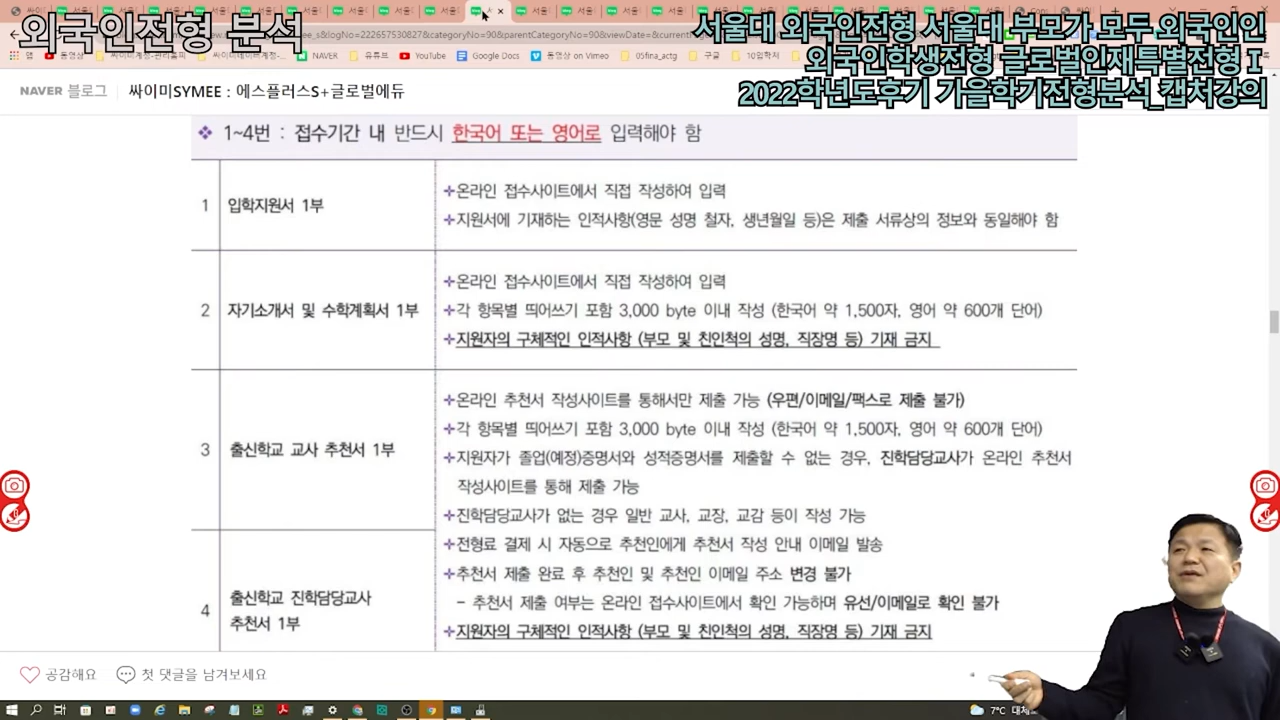 외국인전형 분석
서울대 외국인전형 서울대 부모가 모두 외국인인
외국인학생전형 글로벌인재특별전형 I
2022학년도후기 가을학기전형분석_캡처강의
NAVER 블로그 싸이미SYMEE : 에스플러스S+글로벌에듀
❖ 1~4번 : 접수기간 내 반드시 한국어 또는 영어로 입력해야 함
1 입학지원서 1부
✢온라인 접수사이트에서 직접 작성하여 입력
✢지원서에 기재하는 인적사항(영문 성명 철자, 생년월일 등)은 제출 서류상의 정보와 동일해야 함
2 자기소개서 및 수학계획서 1부
✢온라인 접수사이트에서 직접 작성하여 입력
✢각 항목별 띄어쓰기 포함 3,000 byte 이내 작성 (한국어 약 1,500자, 영어 약 600개 단어)
✢지원자의 구체적인 인적사항 (부모 및 친인척의 성명, 직장명 등) 기재 금지
3 출신학교 교사 추천서 1부
✢온라인 추천서 작성사이트를 통해서만 제출 가능 (우편/이메일/팩스로 제출 불가)
✢각 항목별 띄어쓰기 포함 3,000 byte 이내 작성 (한국어 약 1,500자, 영어 약 600개 단어)
✢지원자가 졸업(예정)증명서와 성적증명서를 제출할 수 없는 경우, 진학담당교사가 온라인 추천서
작성사이트를 통해 제출 가능
✢진학담당교사가 없는 경우 일반 교사, 교장, 교감 등이 작성 가능
✢전형료 결제 시 자동으로 추천인에게 추천서 작성 안내 이메일 발송
✢추천서 제출 완료 후 추천인 및 추천인 이메일 주소 변경 불가
- 추천서 제출 여부는 온라인 접수사이트에서 확인 가능하며 유선/이메일로 확인 불가
✢지원자의 구체적인 인적사항 (부모 및 친인척의 성명, 직장명 등) 기재 금지
4 출신학교 진학담당교사
추천서 1부
공감해요 첫 댓글을 남겨보세요
7°C